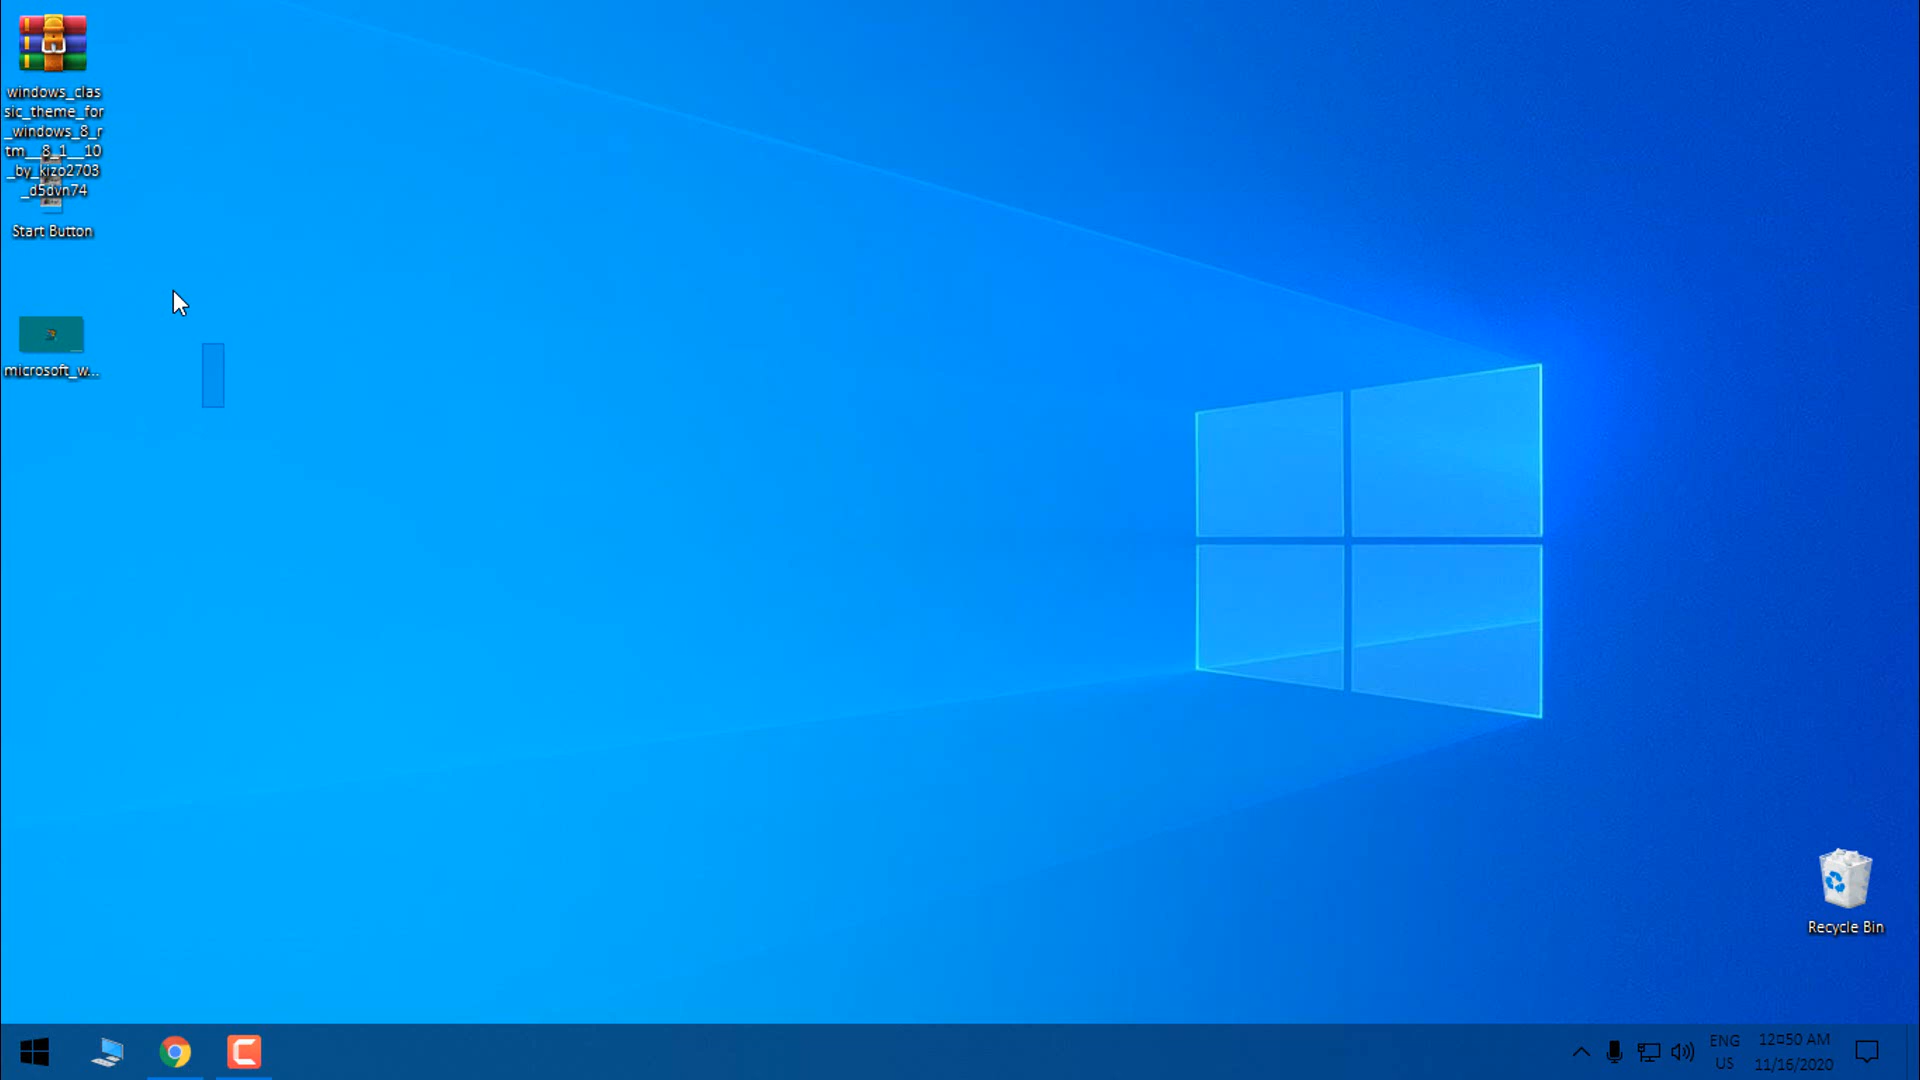 windows_clas
sic_theme_for
_windows_8_r
tm__8_1__10
_by_kizo2703
_d5dvn74
Start Button
microsoft_w...
Recycle Bin
ENG
US
12□50 AM
11/16/2020